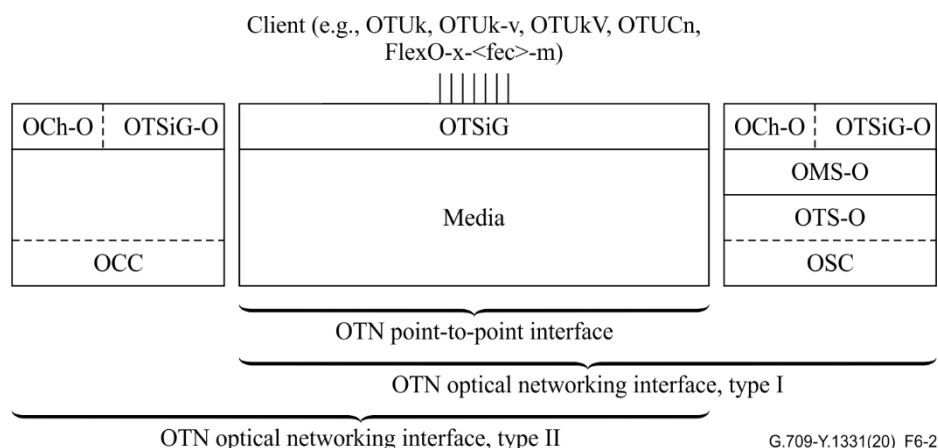 Client (e.g., OTUk, OTUk-v, OTUkV, OTUCn,
FlexO-x-<fec>-m)
OCh-O OTSiG-O
OTSiG
OCh-O OTSiG-O
OMS-O
Media
OTS-O
OCC
OSC
OTN point-to-point interface
OTN optical networking interface, type I
OTN optical networking interface, type II
G.709-Y.1331(20)_F6-2